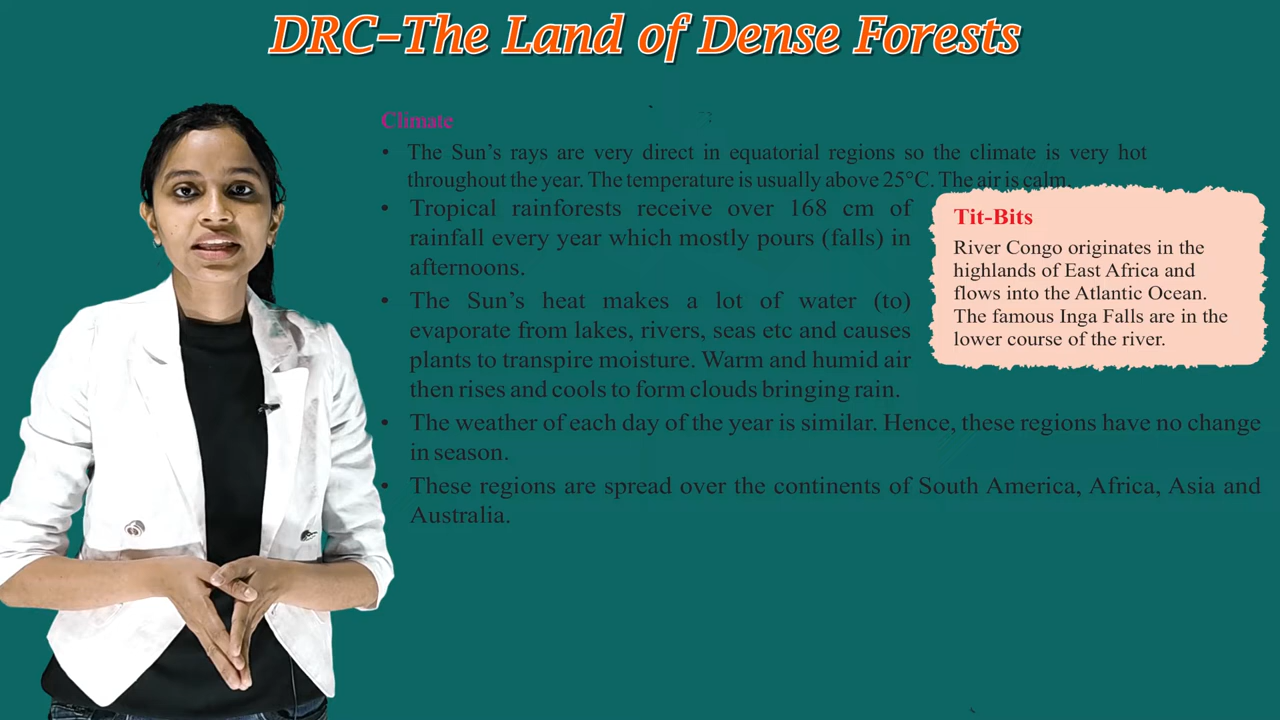 DRC-The Land of Dense Forests
Climate
• The Sun's rays are very direct in equatorial regions so the climate is very hot
throughout the year. The temperature is usually above 25°C. The air is calm.
• Tropical rainforests receive over 168 cm of
rainfall every year which mostly pours (falls) in
afternoons.
• The Sun's heat makes a lot of water (to)
evaporate from lakes, rivers, seas etc and causes
plants to transpire moisture. Warm and humid air
then rises and cools to form clouds bringing rain.
• The weather of each day of the year is similar. Hence, these regions have no change
in season.
• These regions are spread over the continents of South America, Africa, Asia and
Australia.
Tit-Bits
River Congo originates in the
highlands of East Africa and
flows into the Atlantic Ocean.
The famous Inga Falls are in the
lower course of the river.